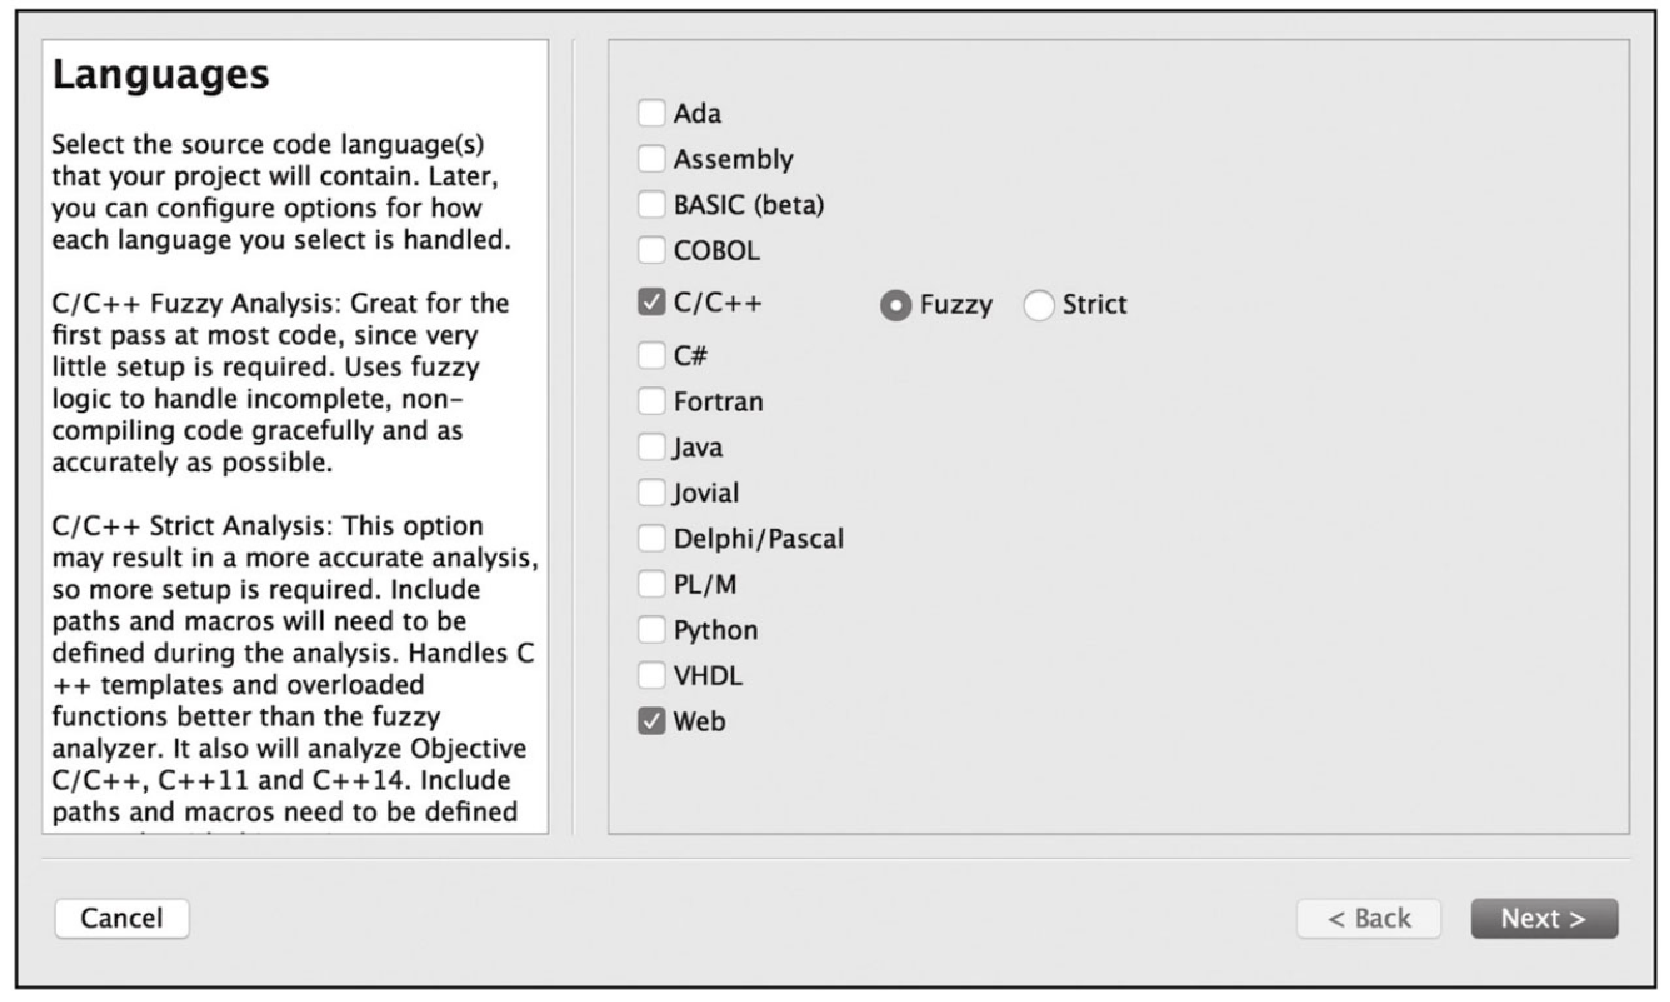 Languages
Select the source code language(s)
that your project will contain. Later,
you can configure options for how
each language you select is handled.
C/C++ Fuzzy Analysis: Great for the
first pass at most code, since very
little setup is required. Uses fuzzy
logic to handle incomplete, non-
compiling code gracefully and as
accurately as possible.
C/C++ Strict Analysis: This option
may result in a more accurate analysis,
so more setup is required. Include
paths and macros will need to be
defined during the analysis. Handles C
++ templates and overloaded
functions better than the fuzzy
analyzer. It also will analyze Objective
C/C++, C++11 and C++14. Include
paths and macros need to be defined
Ada
Assembly
BASIC (beta)
COBOL
C/C++ Fuzzy Strict
C#
Fortran
Java
Jovial
Delphi/Pascal
PL/M
Python
VHDL
Web
Cancel < Back Next >